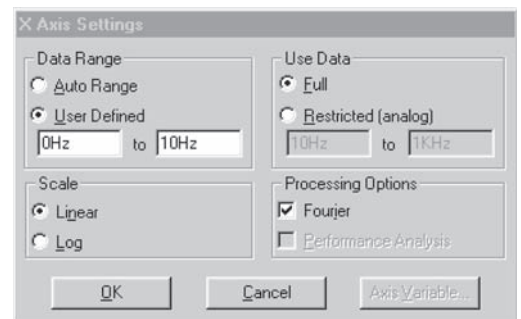 X Axis Settings
Data Range
Auto Range
User Defined
0Hz to 10Hz
Use Data
Full
Restricted (analog)
10Hz to 1KHz
Scale
Linear
Log
Processing Options
Fourier
Performance Analysis
OK
Cancel
Axis Variable...